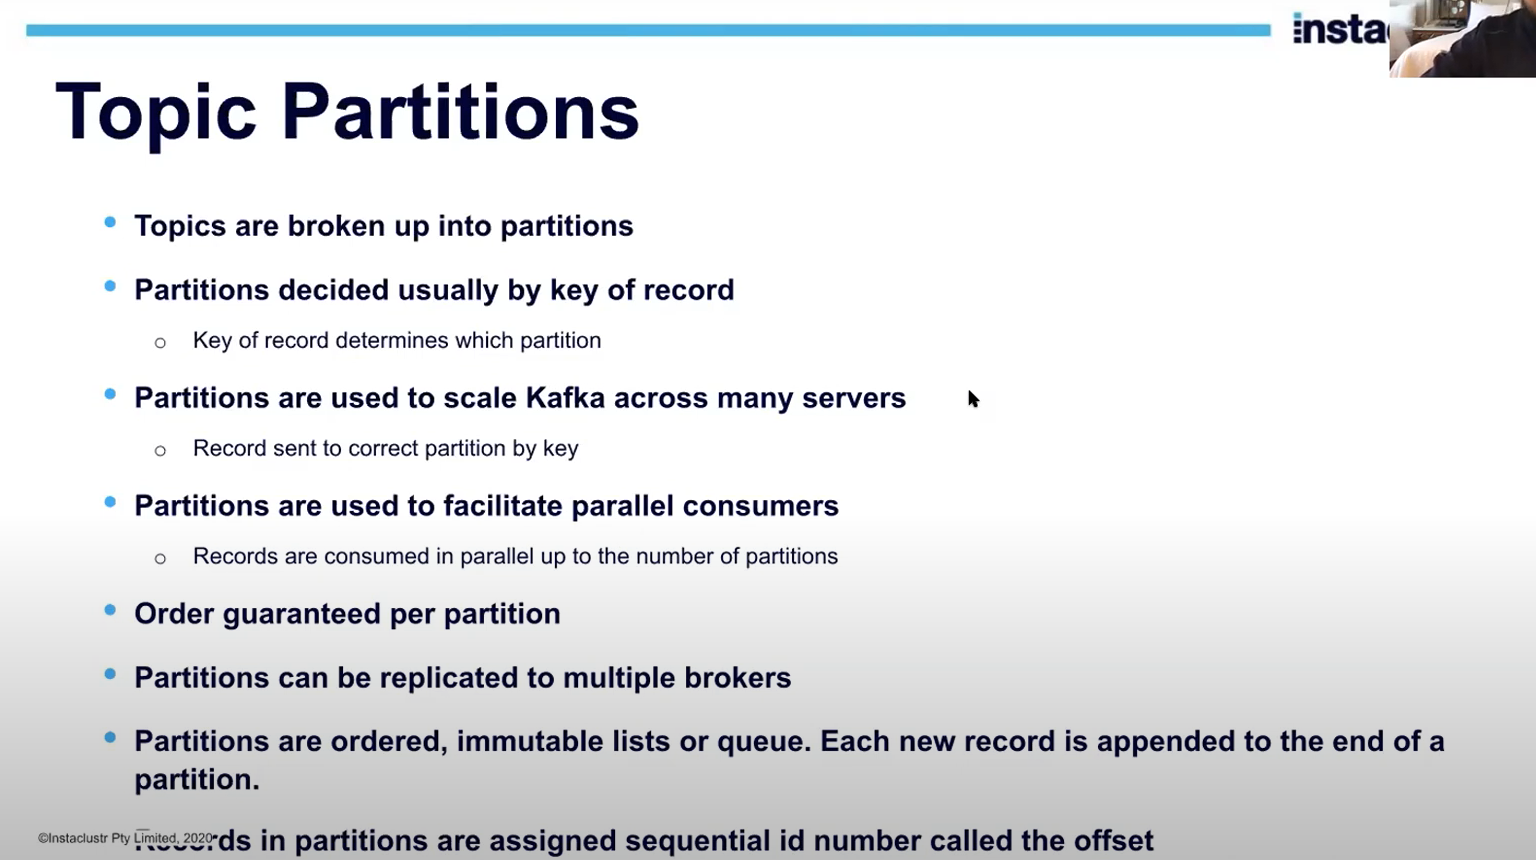 insta
Topic Partitions
• Topics are broken up into partitions
• Partitions decided usually by key of record
○ Key of record determines which partition
• Partitions are used to scale Kafka across many servers
○ Record sent to correct partition by key
• Partitions are used to facilitate parallel consumers
○ Records are consumed in parallel up to the number of partitions
• Order guaranteed per partition
• Partitions can be replicated to multiple brokers
• Partitions are ordered, immutable lists or queue. Each new record is appended to the end of a
partition.
Records in partitions are assigned sequential id number called the offset
©Instaclustr Pty Limited, 2020